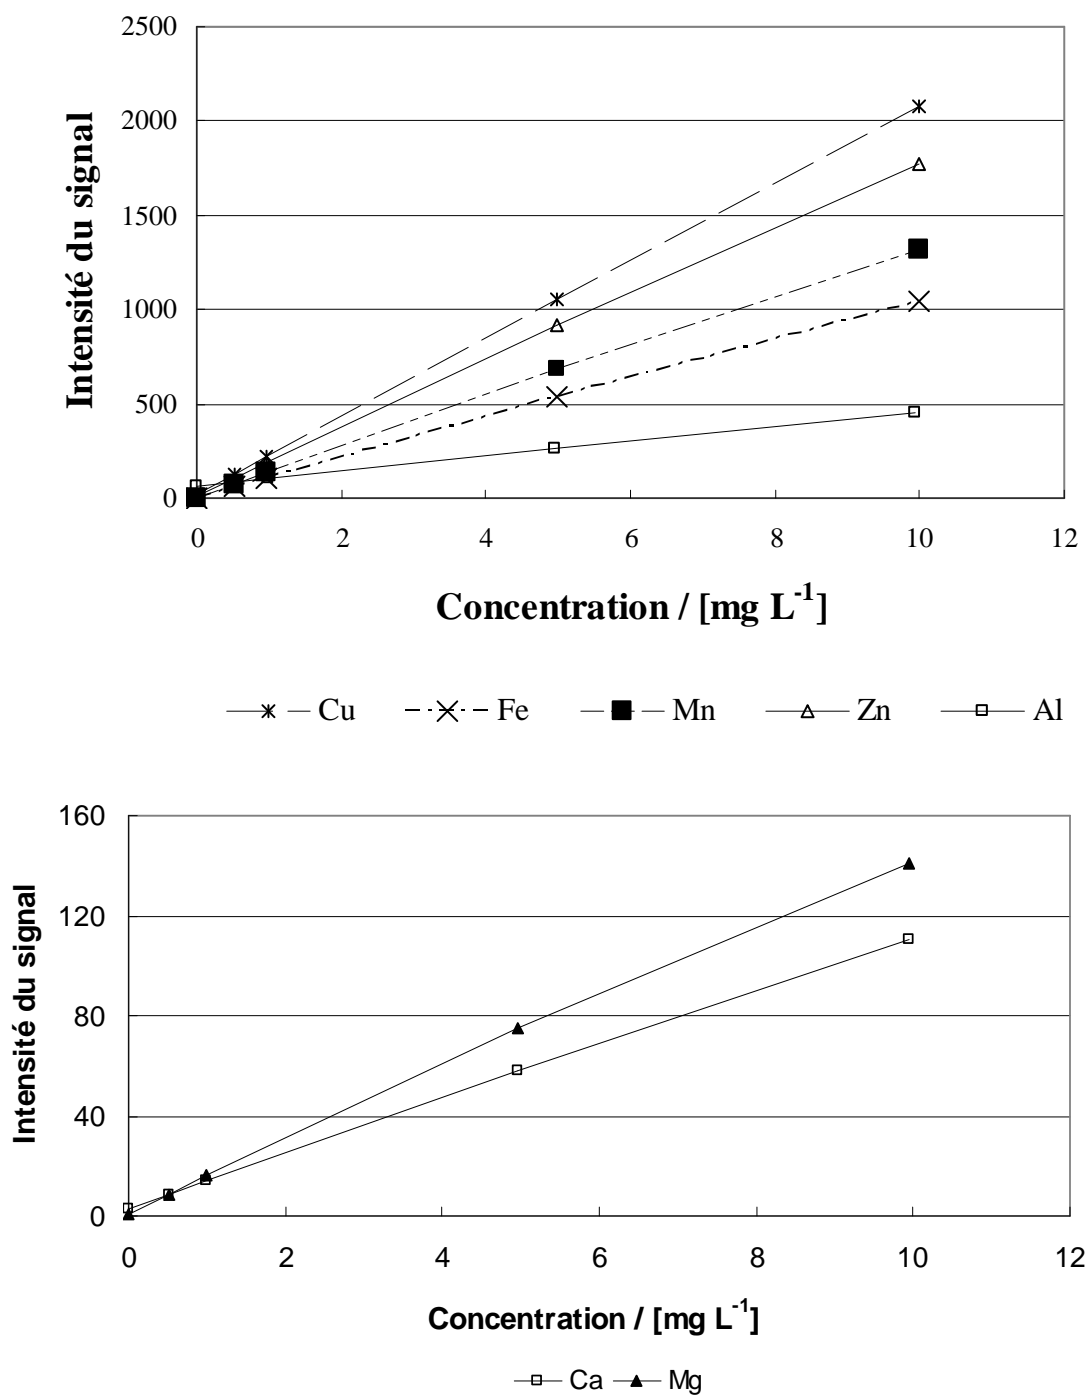 2500
2000
1500
1000
500
0
Intensité du signal
0 2 4 6 8 10 12
Concentration / [mg L-1]
Cu Fe Mn Zn Al
160
120
80
40
0
Intensité du signal
0 2 4 6 8 10 12
Concentration / [mg L-1]
Ca Mg